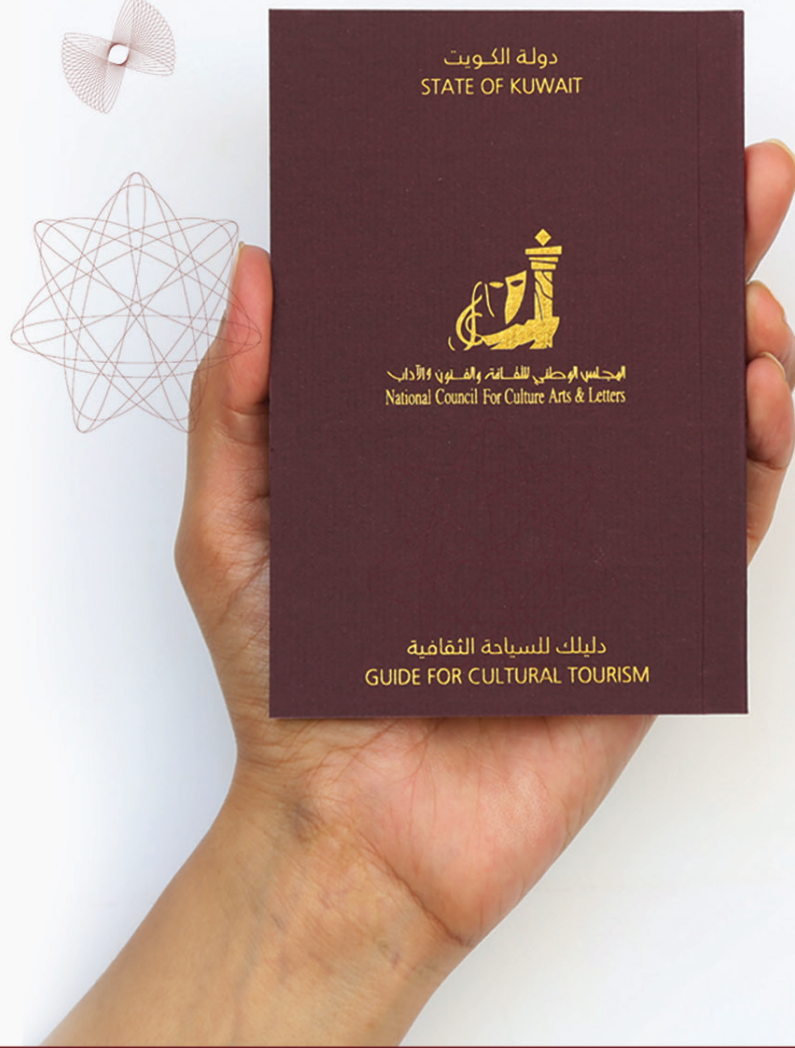 دولة الكويت
STATE OF KUWAIT
المجلس الوطني للثقافة والفنون والآداب
National Council For Culture Arts & Letters
دليلك للسياحة الثقافية
GUIDE FOR CULTURAL TOURISM